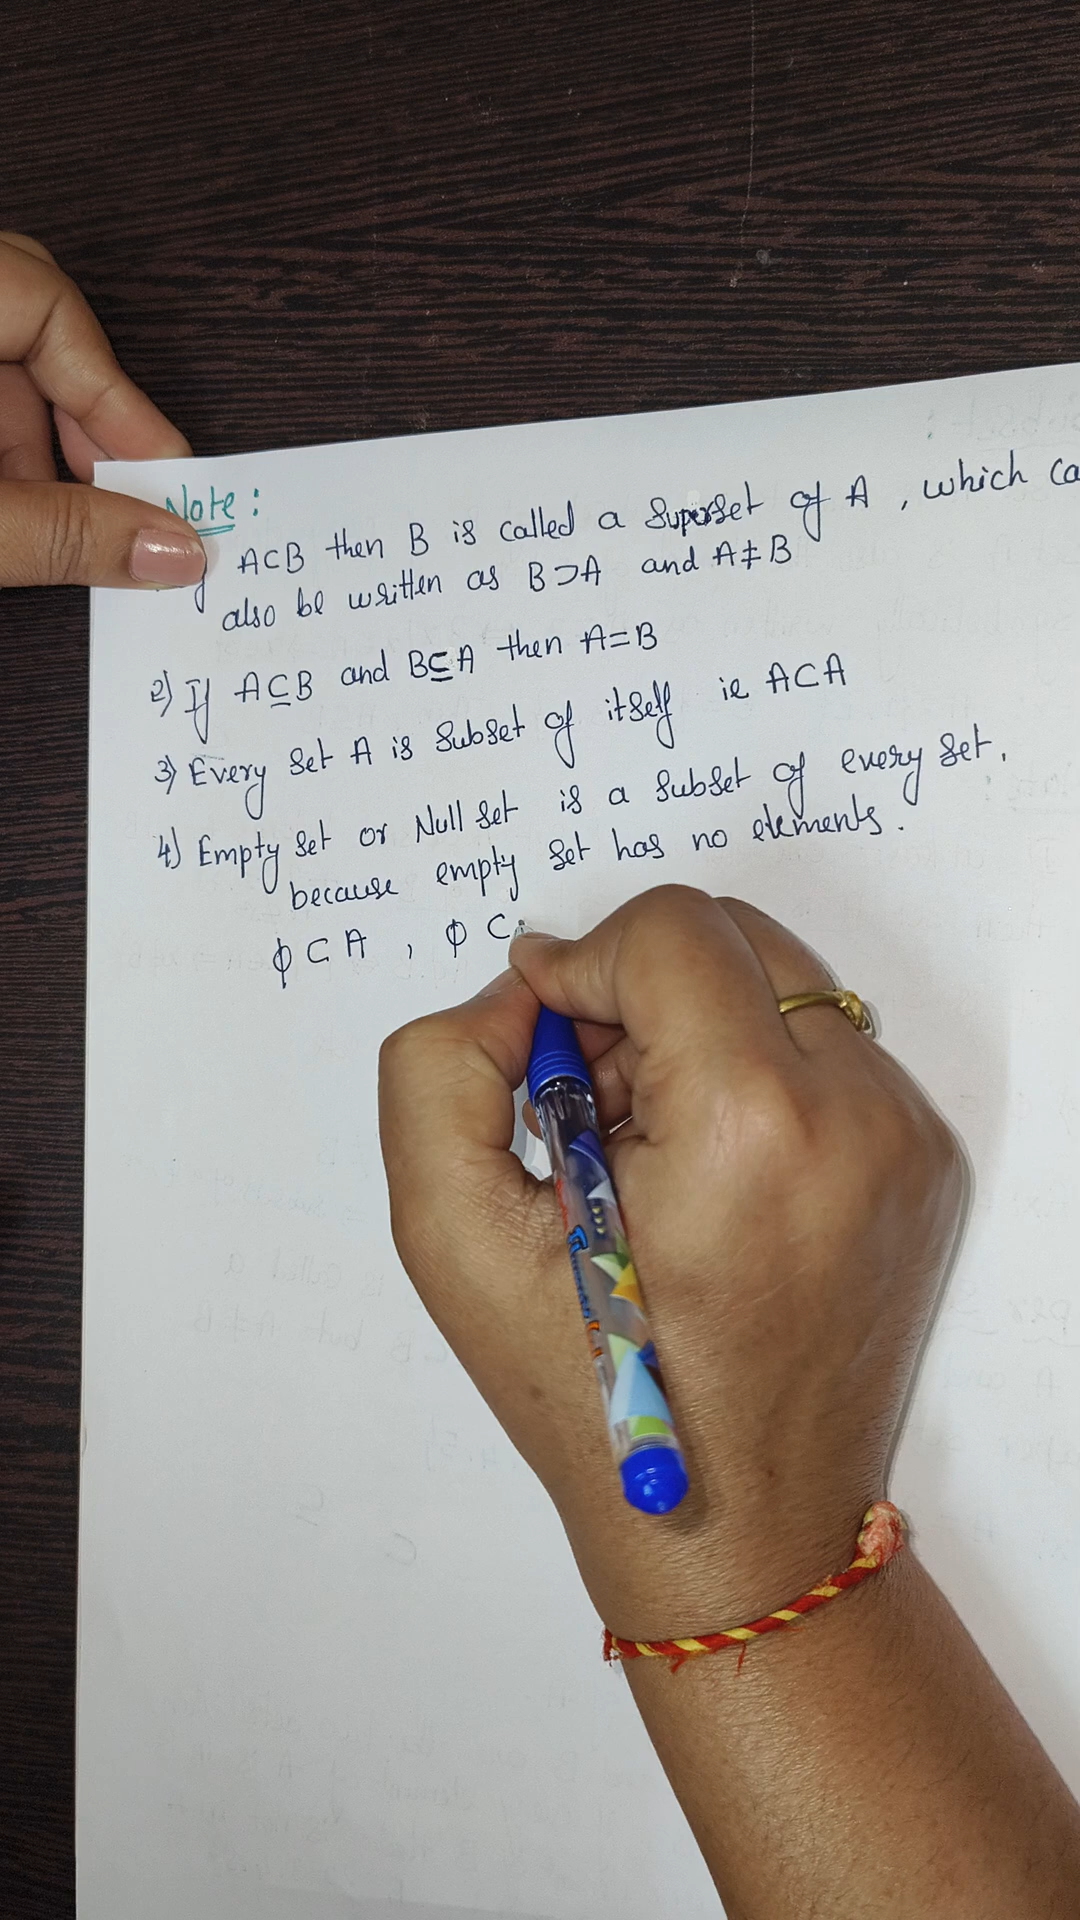 Note:
A⊂B then B is called a Superset of A, which ca
also be written as B⊃A and A≠B
2) If A⊆B and B⊆A then A=B
3) Every Set A is Subset of itself ie A⊂A
4) Empty Set or Null Set is a Subset of every Set,
because empty Set has no elements.
ϕ⊂A, ϕ⊂